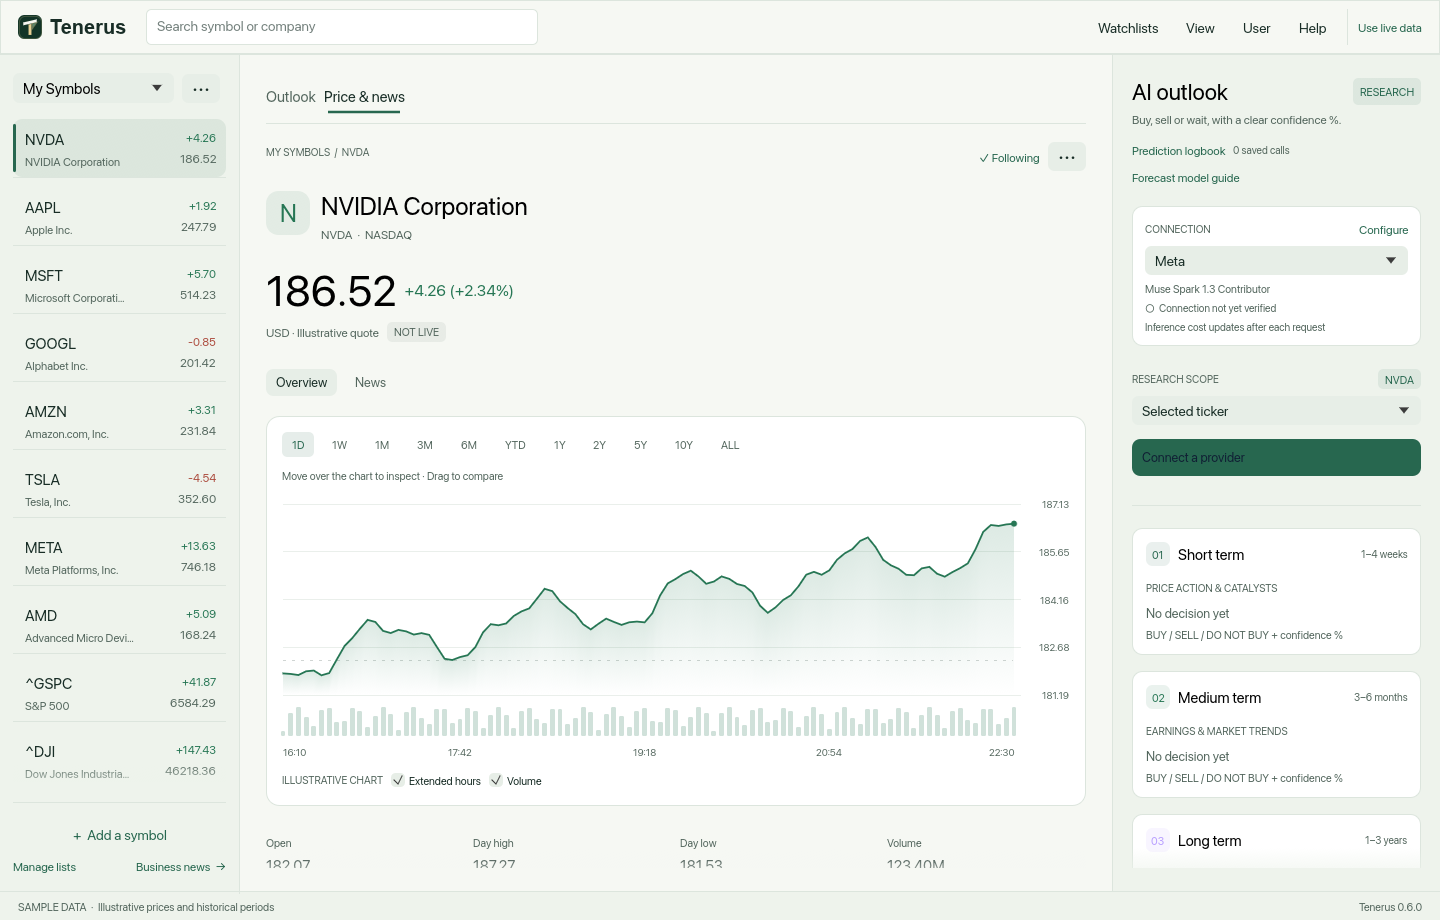 Tenerus
Search symbol or company
Watchlists
View
User
Help
Use live data
My Symbols
NVDA +4.26
NVIDIA Corporation 186.52
AAPL +1.92
Apple Inc. 247.79
MSFT +5.70
Microsoft Corporati... 514.23
GOOGL -0.85
Alphabet Inc. 201.42
AMZN +3.31
Amazon.com, Inc. 231.84
TSLA -4.54
Tesla, Inc. 352.60
META +13.63
Meta Platforms, Inc. 746.18
AMD +5.09
Advanced Micro Devi... 168.24
^GSPC +41.87
S&P 500 6584.29
^DJI +147.43
Dow Jones Industria... 46218.36
+ Add a symbol
Manage lists
Business news →
Outlook Price & news
MY SYMBOLS / NVDA
✓ Following
N
NVIDIA Corporation
NVDA · NASDAQ
186.52 +4.26 (+2.34%)
USD · Illustrative quote NOT LIVE
Overview News
1D 1W 1M 3M 6M YTD 1Y 2Y 5Y 10Y ALL
Move over the chart to inspect · Drag to compare
187.13
185.65
184.16
182.68
181.19
16:10 17:42 19:18 20:54 22:30
ILLUSTRATIVE CHART ✓ Extended hours ✓ Volume
Open Day high Day low Volume
182.07 187.27 181.53 123.40M
AI outlook
RESEARCH
Buy, sell or wait, with a clear confidence %.
Prediction logbook 0 saved calls
Forecast model guide
CONNECTION Configure
Meta
Muse Spark 1.3 Contributor
Connection not yet verified
Inference cost updates after each request
RESEARCH SCOPE NVDA
Selected ticker
Connect a provider
01 Short term 1–4 weeks
PRICE ACTION & CATALYSTS
No decision yet
BUY / SELL / DO NOT BUY + confidence %
02 Medium term 3–6 months
EARNINGS & MARKET TRENDS
No decision yet
BUY / SELL / DO NOT BUY + confidence %
03 Long term 1–3 years
SAMPLE DATA · Illustrative prices and historical periods
Tenerus 0.6.0